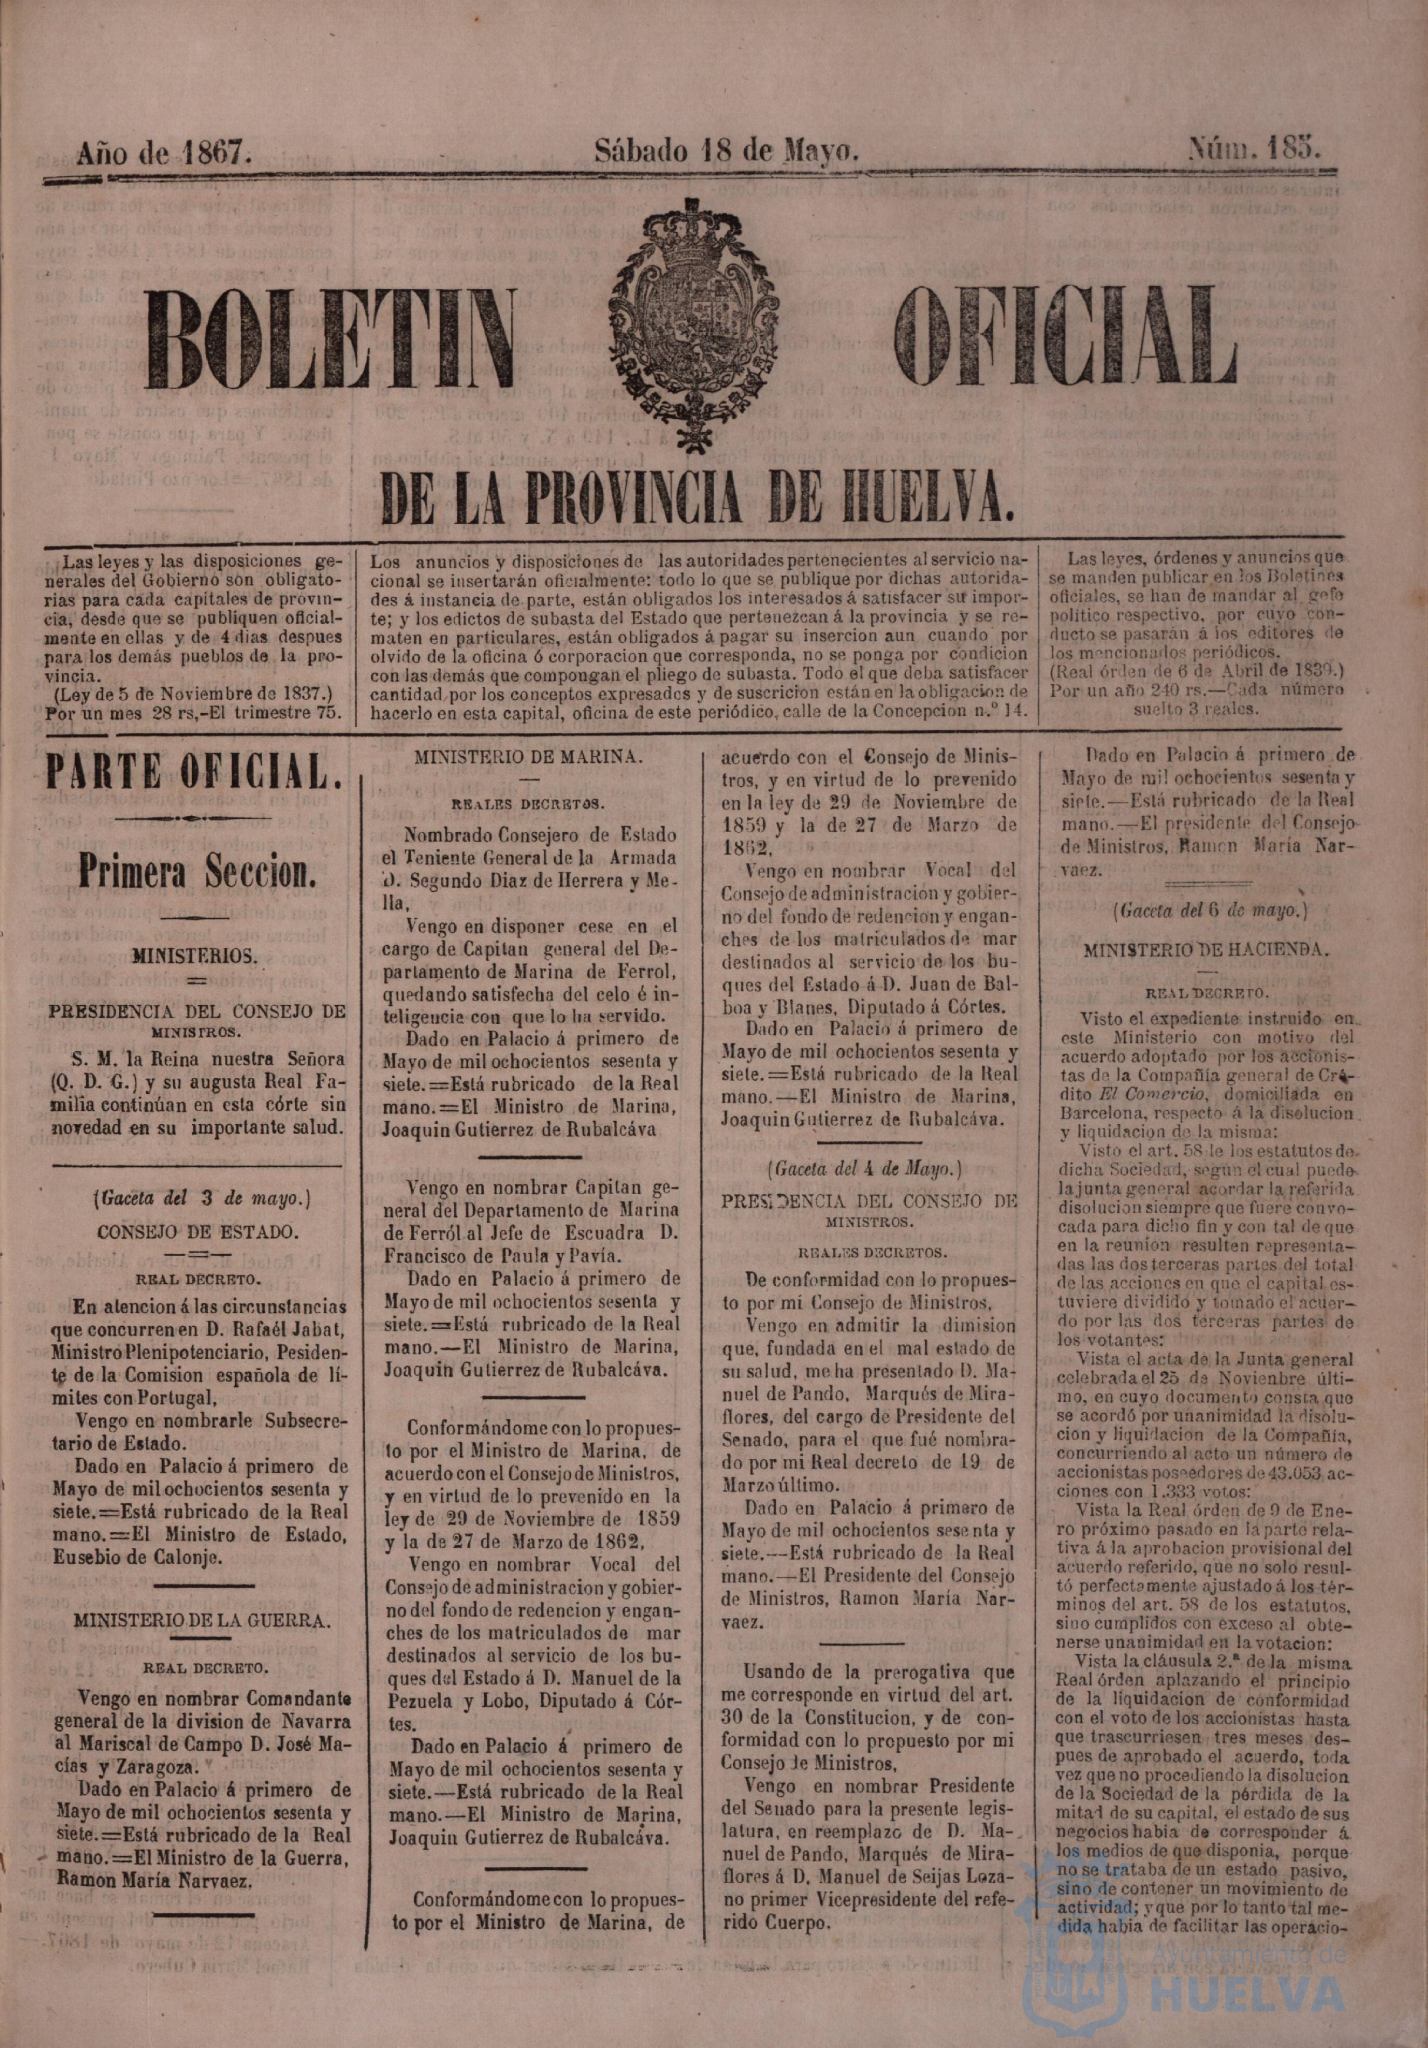 Año de 1867.
Sábado 18 de Mayo.
Núm. 185.
BOLETIN OFICIAL
DE LA PROVINCIA DE HUELVA.
Las leyes y las disposiciones ge-
nerales del Gobierno son obligato-
rias para cada capitales de provin-
cia, desde que se publiquen oficial-
mente en ellas y de 4 dias despues
para los demás pueblos de la pro-
vincia.
(Ley de 5 de Noviembre de 1837.)
Por un mes 28 rs,-El trimestre 75.
Los anuncios y disposiciones de las autoridades pertenecientes al servicio na-
cional se insertarán oficialmente: todo lo que se publique por dichas autorida-
des á instancia de parte, están obligados los interesados á satisfacer su impor-
te; y los edictos de subasta del Estado que pertenezcan á la provincia y se re-
maten en particulares, están obligados á pagar su insercion aun cuando por
olvido de la oficina ó corporacion que corresponda, no se ponga por condicion
con las demás que compongan el pliego de subasta. Todo el que deba satisfacer
cantidad por los conceptos expresados y de suscricion están en la obligacion de
hacerlo en esta capital, oficina de este periódico, calle de la Concepcion n.º 14.
Las leyes, órdenes y anuncios que
se manden publicar en los Boletines
oficiales, se han de mandar al gefe
político respectivo, por cuyo con-
ducto se pasarán á los editores de
los mencionados periódicos.
(Real órden de 6 de Abril de 1839.)
Por un año 240 rs.—Cada número
suelto 3 reales.
PARTE OFICIAL.
Primera Seccion.
MINISTERIOS.
PRESIDENCIA DEL CONSEJO DE
MINISTROS.
S. M. la Reina nuestra Señora
(Q. D. G.) y su augusta Real Fa-
milia continúan en esta córte sin
novedad en su importante salud.
(Gaceta del 3 de mayo.)
CONSEJO DE ESTADO.
REAL DECRETO.
En atencion á las circunstancias
que concurren en D. Rafaél Jabat,
Ministro Plenipotenciario, Pesiden-
te de la Comision española de lí-
mites con Portugal,
Vengo en nombrarle Subsecre-
tario de Estado.
Dado en Palacio á primero de
Mayo de mil ochocientos sesenta y
siete.=Está rubricado de la Real
mano.=El Ministro de Estado,
Eusebio de Calonje.
MINISTERIO DE LA GUERRA.
REAL DECRETO.
Vengo en nombrar Comandante
general de la division de Navarra
al Mariscal de Campo D. José Ma-
cías y Zaragoza.
Dado en Palacio á primero de
Mayo de mil ochocientos sesenta y
siete.=Está rubricado de la Real
mano.=El Ministro de la Guerra,
Ramon María Narvaez.
MINISTERIO DE MARINA.
REALES DECRETOS.
Nombrado Consejero de Estado
el Teniente General de la Armada
D. Segundo Diaz de Herrera y Me-
lla,
Vengo en disponer cese en el
cargo de Capitan general del De-
partamento de Marina de Ferrol,
quedando satisfecha del celo é in-
teligencie con que lo ha servido.
Dado en Palacio á primero de
Mayo de mil ochocientos sesenta y
siete.=Está rubricado de la Real
mano.=El Ministro de Marina,
Joaquin Gutierrez de Rubalcáva
Vengo en nombrar Capitan ge-
neral del Departamento de Marina
de Ferról al Jefe de Escuadra D.
Francisco de Paula y Pavía.
Dado en Palacio á primero de
Mayo de mil ochocientos sesenta y
siete.=Está rubricado de la Real
mano.—El Ministro de Marina,
Joaquin Gutierrez de Rubalcáva.
Conformándome con lo propues-
to por el Ministro de Marina, de
acuerdo con el Consejo de Ministros,
y en virtud de lo prevenido en la
ley de 29 de Noviembre de 1859
y la de 27 de Marzo de 1862,
Vengo en nombrar Vocal del
Consejo de administracion y gobier-
no del fondo de redencion y engan-
ches de los matriculados de mar
destinados al servicio de los bu-
ques del Estado á D. Manuel de la
Pezuela y Lobo, Diputado á Cór-
tes.
Dado en Palacio á primero de
Mayo de mil ochocientos sesenta y
siete.—Está rubricado de la Real
mano.—El Ministro de Marina,
Joaquin Gutierrez de Rubalcáva.
Conformándome con lo propues-
to por el Ministro de Marina, de
acuerdo con el Consejo de Minis-
tros, y en virtud de lo prevenido
en la ley de 29 de Noviembre de
1859 y la de 27 de Marzo de
1862,
Vengo en nombrar Vocal del
Consejo de administración y gobier-
no del fondo de redencion y engan-
ches de los matriculados de mar
destinados al servicio de los bu-
ques del Estado á D. Juan de Bal-
boa y Blanes, Diputado á Córtes.
Dado en Palacio á primero de
Mayo de mil ochocientos sesenta y
siete.=Está rubricado de la Real
mano.—El Ministro de Marina,
Joaquin Gutierrez de Rubalcáva.
(Gaceta del 4 de Mayo.)
PRESIDENCIA DEL CONSEJO DE
MINISTROS.
REALES DECRETOS.
De conformidad con lo propues-
to por mi Consejo de Ministros,
Vengo en admitir la dimision
que, fundada en el mal estado de
su salud, me ha presentado D. Ma-
nuel de Pando, Marqués de Mira-
flores, del cargo de Presidente del
Senado, para el que fué nombra-
do por mi Real decreto de 19 de
Marzo último.
Dado en Palacio á primero de
Mayo de mil ochocientos sesenta y
siete.--Está rubricado de la Real
mano.—El Presidente del Consejo
de Ministros, Ramon María Nar-
vaez.
Usando de la prerogativa que
me corresponde en virtud del art.
30 de la Constitucion, y de con-
formidad con lo propuesto por mi
Consejo de Ministros,
Vengo en nombrar Presidente
del Senado para la presente legis-
latura, en reemplazo de D. Ma-
nuel de Pando, Marqués de Mira-
flores á D. Manuel de Seijas Loza-
no primer Vicepresidente del refe-
rido Cuerpo.
Dado en Palacio á primero de
Mayo de mil ochocientos sesenta y
siete.—Está rubricado de la Real
mano.—El presidente del Consejo
de Ministros, Ramon María Nar-
vaez.
(Gaceta del 6 de mayo.)
MINISTERIO DE HACIENDA.
REAL DECRETO.
Visto el expediente instruido en
este Ministerio con motivo del
acuerdo adoptado por los accionis-
tas de la Compañía general de Cré-
dito El Comercio, domiciliada en
Barcelona, respecto á la disolucion
y liquidacion de la misma:
Visto el art. 58 de los estatutos de
dicha Sociedad, según el cual puede
la junta general acordar la referida
disolucion siempre que fuere convo-
cada para dicho fin y con tal de que
en la reunión resulten representa-
das las dos terceras partes del total
de las acciones en que el capital es-
tuviere dividido y tomado el acuer-
do por las dos terceras partes de
los votantes:
Vista el acta de la Junta general
celebrada el 25 de Novienbre últi-
mo, en cuyo documento consta que
se acordó por unanimidad la disolu-
cion y liquidacion de la Compañía,
concurriendo al acto un número de
accionistas poseedores de 43.053 ac-
ciones con 1.333 votos:
Vista la Real órden de 9 de Ene-
ro próximo pasado en la parte rela-
tiva á la aprobacion provisional del
acuerdo referido, que no solo resul-
tó perfectamente ajustado á los tér-
minos del art. 58 de los estatutos,
sino cumplidos con exceso al obte-
nerse unanimidad en la votacion:
Vista la cláusula 2.ª de la misma
Real órden aplazando el principio
de la liquidacion de conformidad
con el voto de los accionistas hasta
que trascurriesen tres meses des-
pues de aprobado el acuerdo, toda
vez que no procediendo la disolucion
de la Sociedad de la pérdida de la
mitad de su capital, el estado de sus
negocios habia de corresponder á
los medios de que disponia, porque
no se trataba de un estado pasivo,
sino de contener un movimiento de
actividad; y que por lo tanto tal me-
dida habia de facilitar las operacio-
Ayuntamiento de
HUELVA